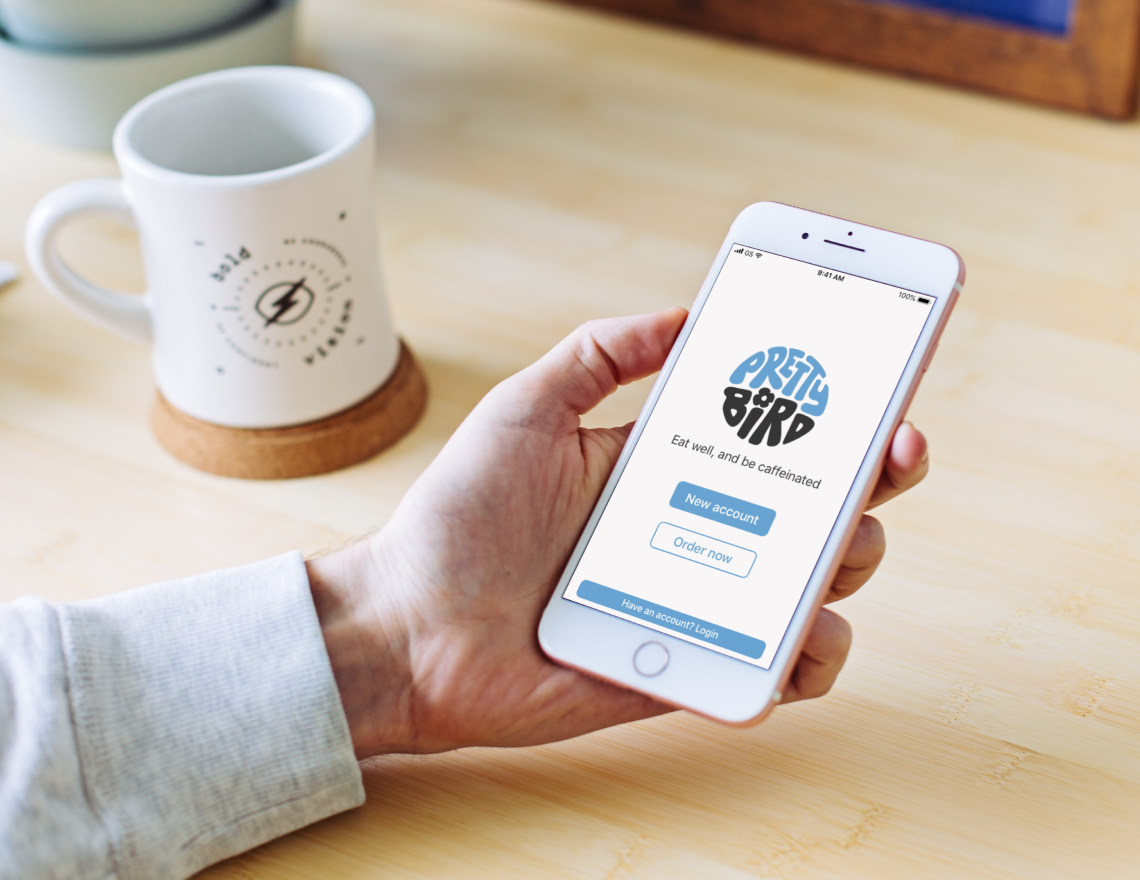 GS
9:41 AM
100%
PRETTY
BIRD
Eat well, and be caffeinated
New account
Order now
Have an account? Login
bold
vision